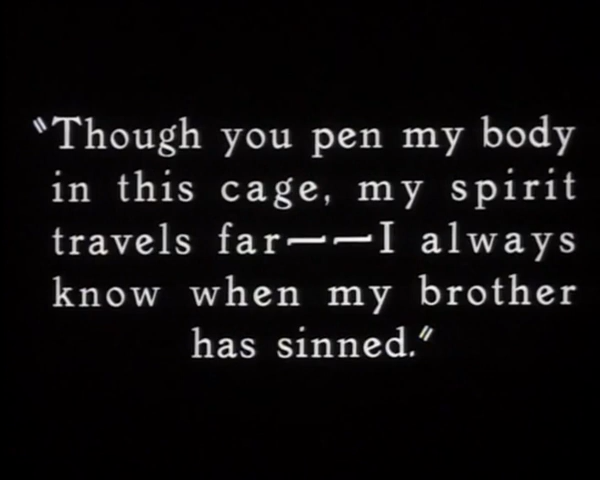 "Though you pen my body
in this cage, my spirit
travels far——I always
know when my brother
has sinned."